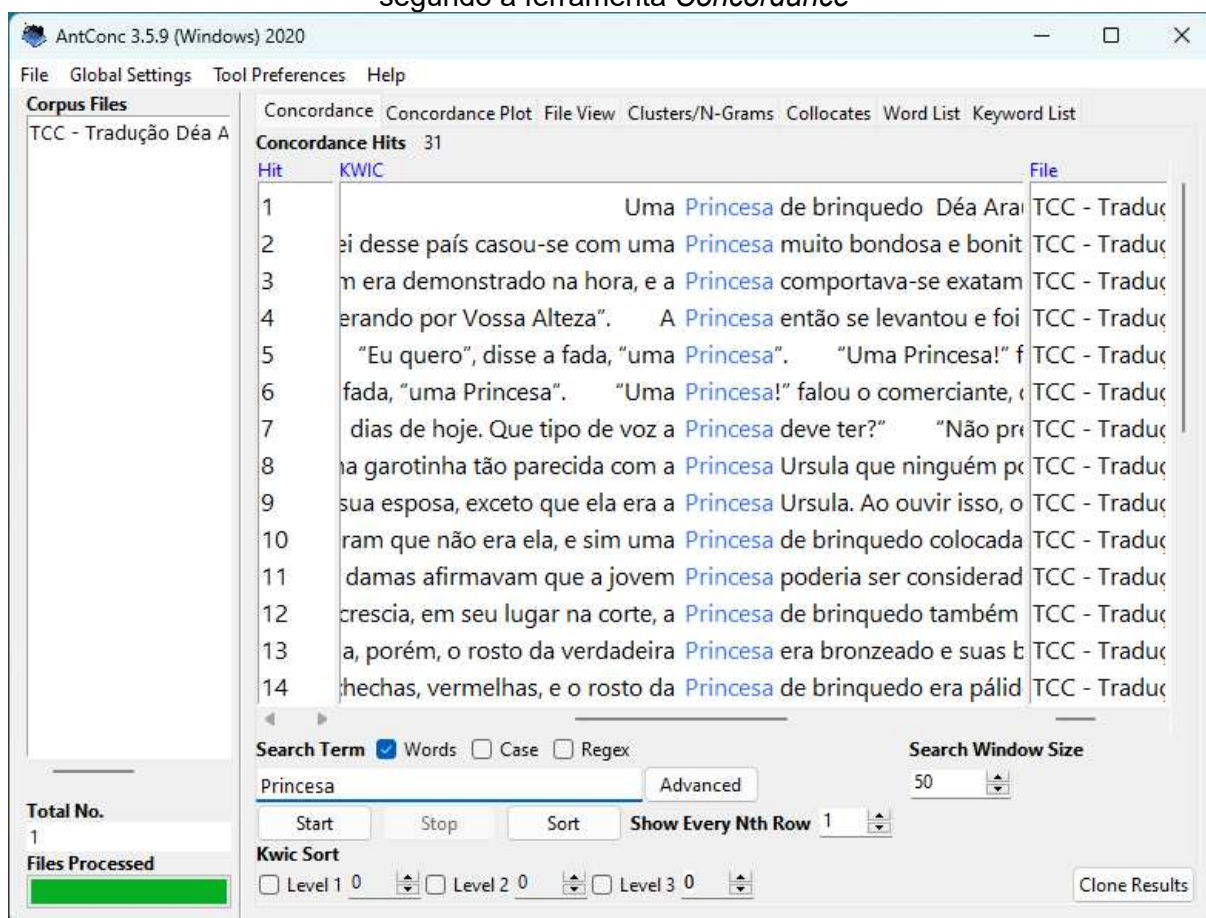 segundo a ferramenta Concordance
AntConc 3.5.9 (Windows) 2020
File Global Settings Tool Preferences Help
Corpus Files
TCC - Tradução Déa A
Concordance Concordance Plot File View Clusters/N-Grams Collocates Word List Keyword List
Concordance Hits 31
Hit KWIC File
1 Uma Princesa de brinquedo Déa Arau TCC - Traduç
2 ei desse país casou-se com uma Princesa muito bondosa e bonit TCC - Traduç
3 m era demonstrado na hora, e a Princesa comportava-se exatam TCC - Traduç
4 erando por Vossa Alteza”. A Princesa então se levantou e foi TCC - Traduç
5 “Eu quero”, disse a fada, “uma Princesa”. “Uma Princesa!” f TCC - Traduç
6 fada, “uma Princesa”. “Uma Princesa!” falou o comerciante, TCC - Traduç
7 dias de hoje. Que tipo de voz a Princesa deve ter?” “Não pre TCC - Traduç
8 na garotinha tão parecida com a Princesa Ursula que ninguém po TCC - Traduç
9 sua esposa, exceto que ela era a Princesa Ursula. Ao ouvir isso, o TCC - Traduç
10 ram que não era ela, e sim uma Princesa de brinquedo colocada TCC - Traduç
11 damas afirmavam que a jovem Princesa poderia ser considerad TCC - Traduç
12 crescia, em seu lugar na corte, a Princesa de brinquedo também TCC - Traduç
13 a, porém, o rosto da verdadeira Princesa era bronzeado e suas b TCC - Traduç
14 chechas, vermelhas, e o rosto da Princesa de brinquedo era pálid TCC - Traduç
Search Term Words Case Regex Search Window Size
Princesa Advanced 50
Start Stop Sort Show Every Nth Row 1
Total No.
1
Files Processed
Kwic Sort
Level 1 0 Level 2 0 Level 3 0 Clone Results